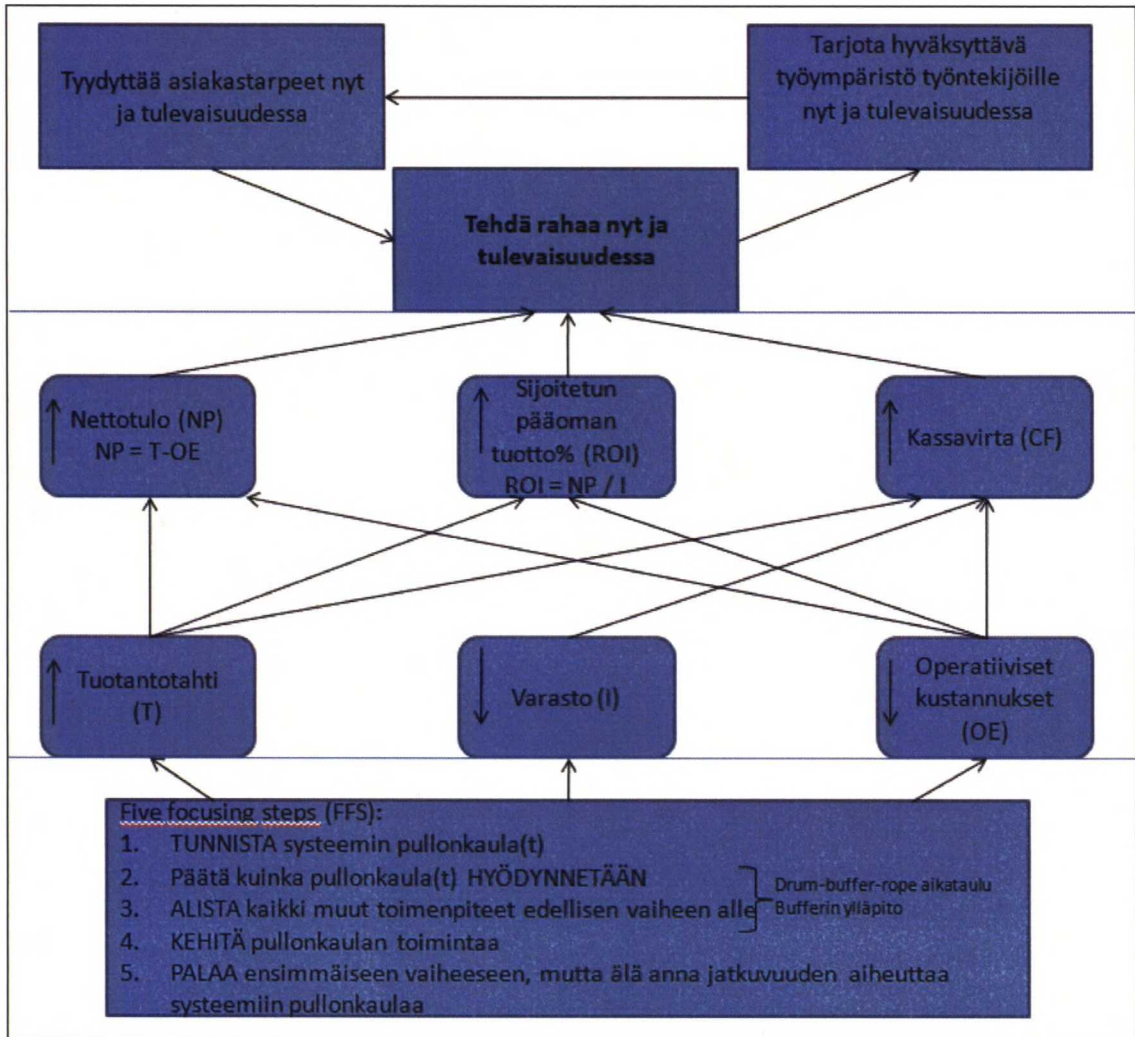 Tyydyttää asiakastarpeet nyt
ja tulevaisuudessa
Tarjota hyväksyttävä
työympäristö työntekijöille
nyt ja tulevaisuudessa
Tehdä rahaa nyt ja
tulevaisuudessa
Nettotulo (NP)
NP = T-OE
Sijoitetun
pääoman
tuotto% (ROI)
ROI = NP / I
Kassavirta (CF)
Tuotantotahti
(T)
Varasto (I)
Operatiiviset
kustannukset
(OE)
Five focusing steps (FFS):
1. TUNNISTA systeemin pullonkaula(t)
2. Päätä kuinka pullonkaula(t) HYÖDYNNETÄÄN
3. ALISTA kaikki muut toimenpiteet edellisen vaiheen alle
Drum-buffer-rope aikataulu
Bufferin ylläpito
4. KEHITÄ pullonkaulan toimintaa
5. PALAA ensimmäiseen vaiheeseen, mutta älä anna jatkuvuuden aiheuttaa
systeemiin pullonkaulaa